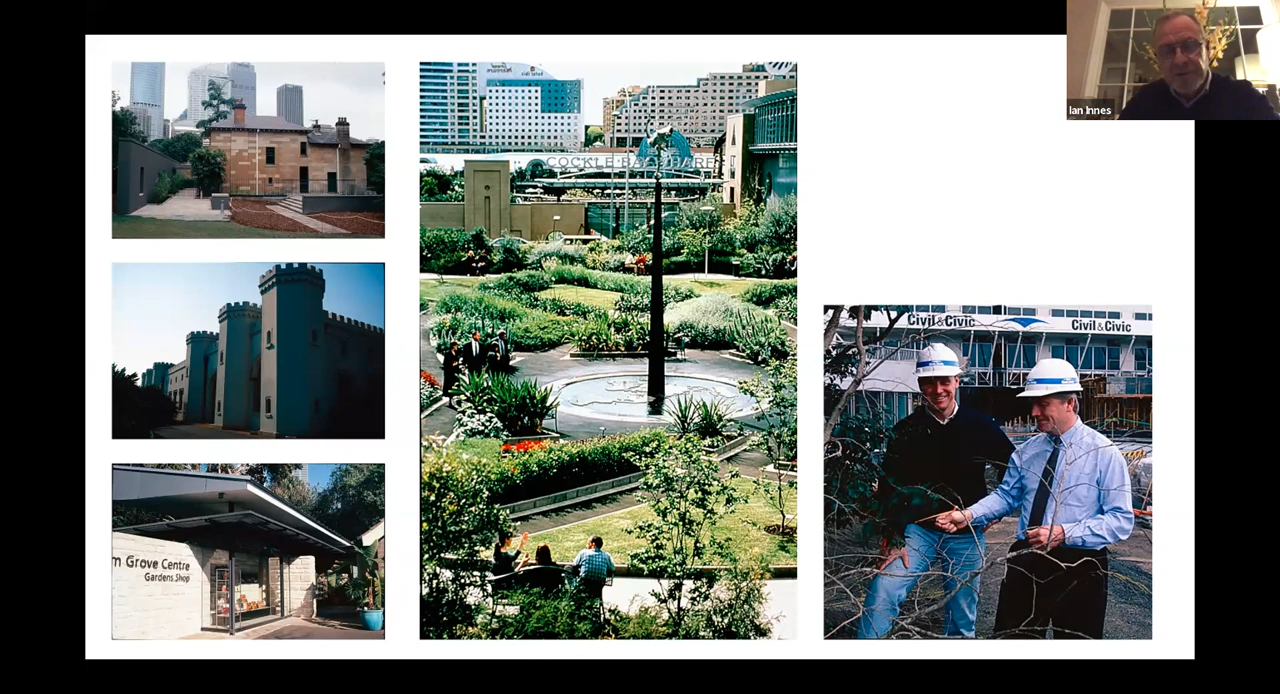 Ian Innes
COCKLE BAY WHARF
m Grove Centre
Gardens Shop
Civil & Civic
Civil & Civic